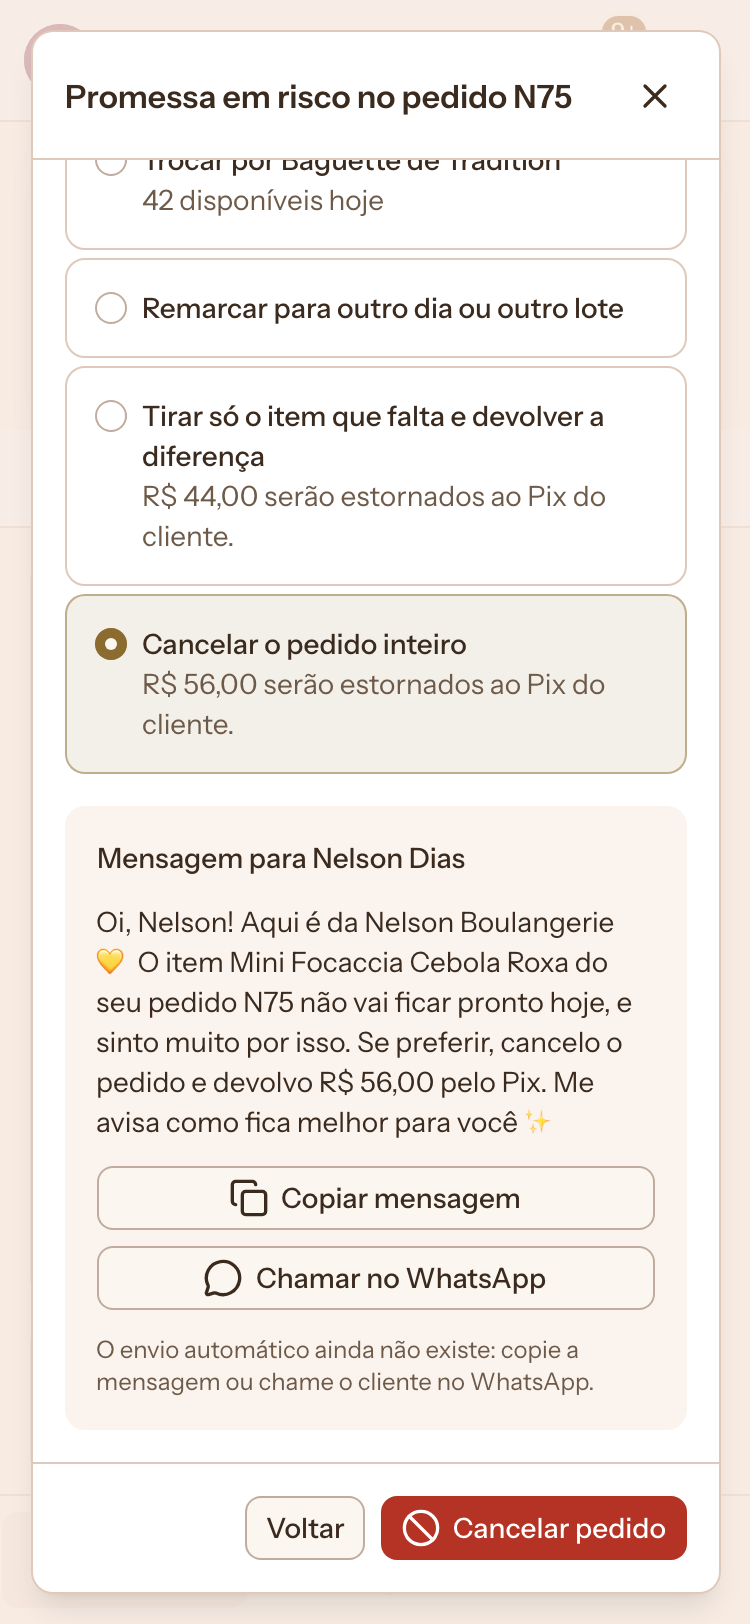 Promessa em risco no pedido N75
Trocar por Baguette de Tradition
42 disponíveis hoje
Remarcar para outro dia ou outro lote
Tirar só o item que falta e devolver a
diferença
R$ 44,00 serão estornados ao Pix do
cliente.
Cancelar o pedido inteiro
R$ 56,00 serão estornados ao Pix do
cliente.
Mensagem para Nelson Dias
Oi, Nelson! Aqui é da Nelson Boulangerie
💛 O item Mini Focaccia Cebola Roxa do
seu pedido N75 não vai ficar pronto hoje, e
sinto muito por isso. Se preferir, cancelo o
pedido e devolvo R$ 56,00 pelo Pix. Me
avisa como fica melhor para você ✨
Copiar mensagem
Chamar no WhatsApp
O envio automático ainda não existe: copie a
mensagem ou chame o cliente no WhatsApp.
Voltar
Cancelar pedido